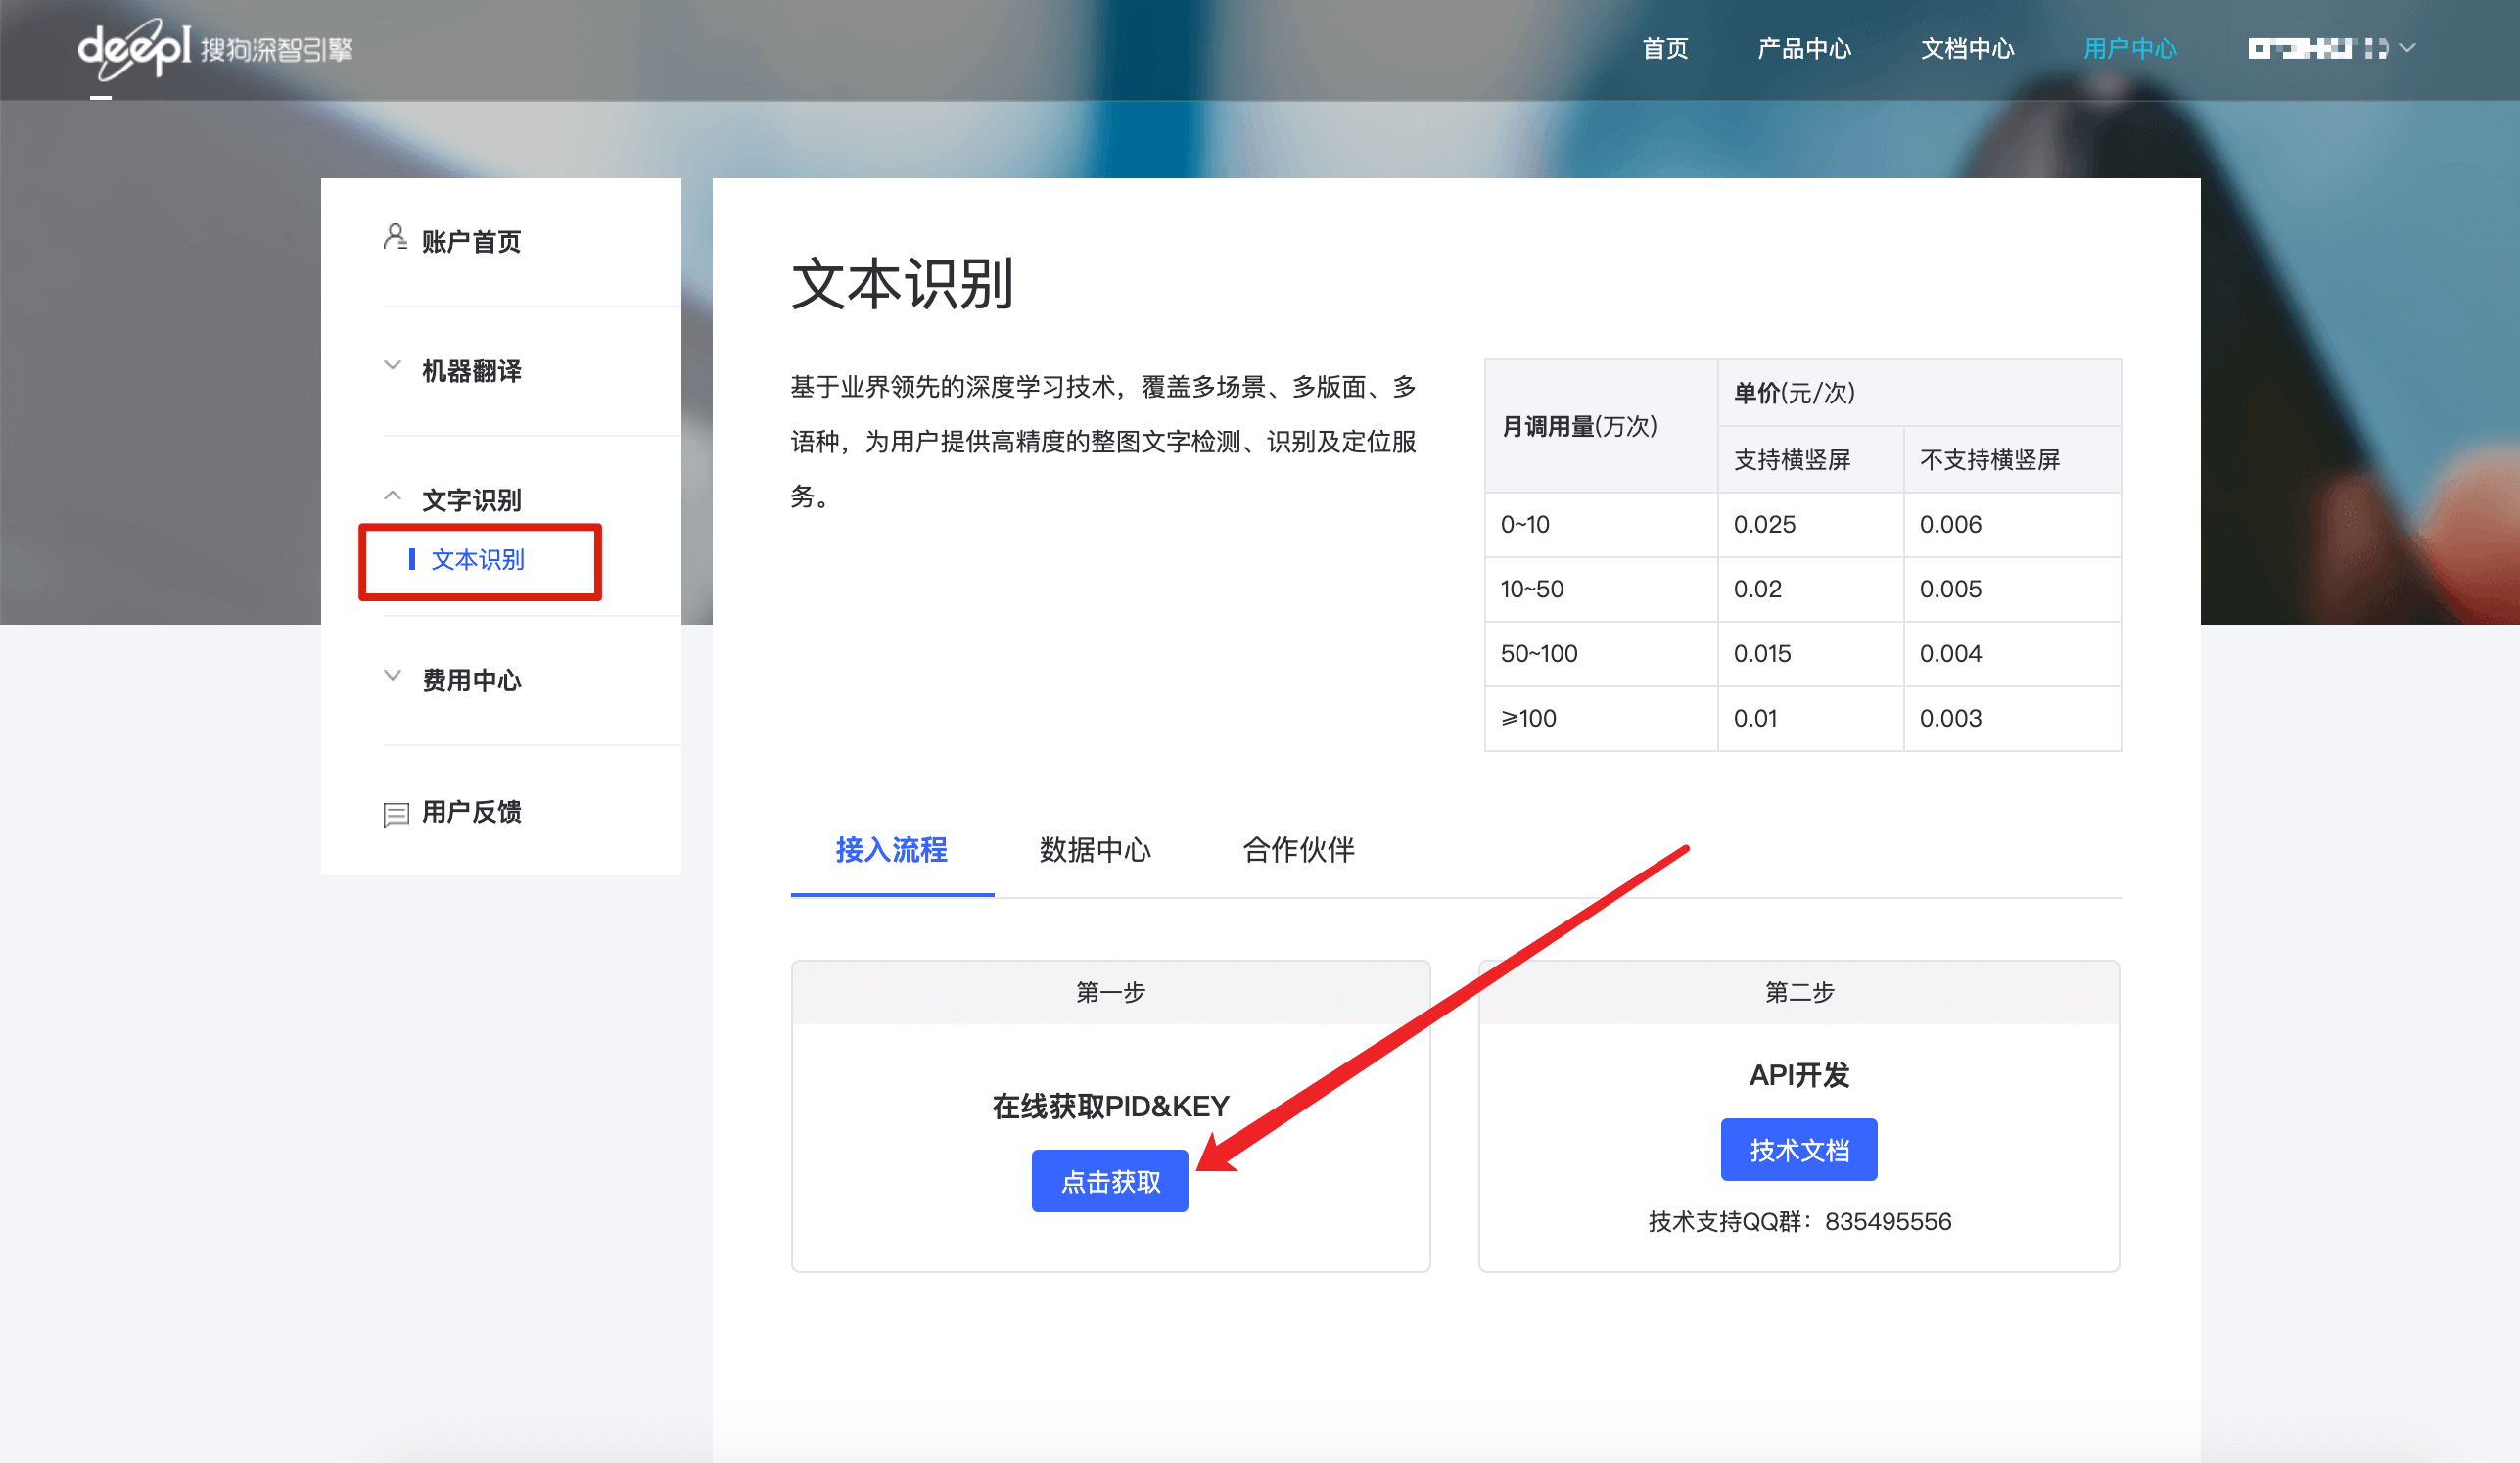 deepI 搜狗深智引擎
首页
产品中心
文档中心
用户中心
账户首页
机器翻译
文字识别
文本识别
费用中心
用户反馈
文本识别
基于业界领先的深度学习技术，覆盖多场景、多版面、多
语种，为用户提供高精度的整图文字检测、识别及定位服
务。
月调用量(万次)
单价(元/次)
支持横竖屏
不支持横竖屏
0~10
0.025
0.006
10~50
0.02
0.005
50~100
0.015
0.004
⩾100
0.01
0.003
接入流程
数据中心
合作伙伴
第一步
在线获取PID&KEY
点击获取
第二步
API开发
技术文档
技术支持QQ群：835495556